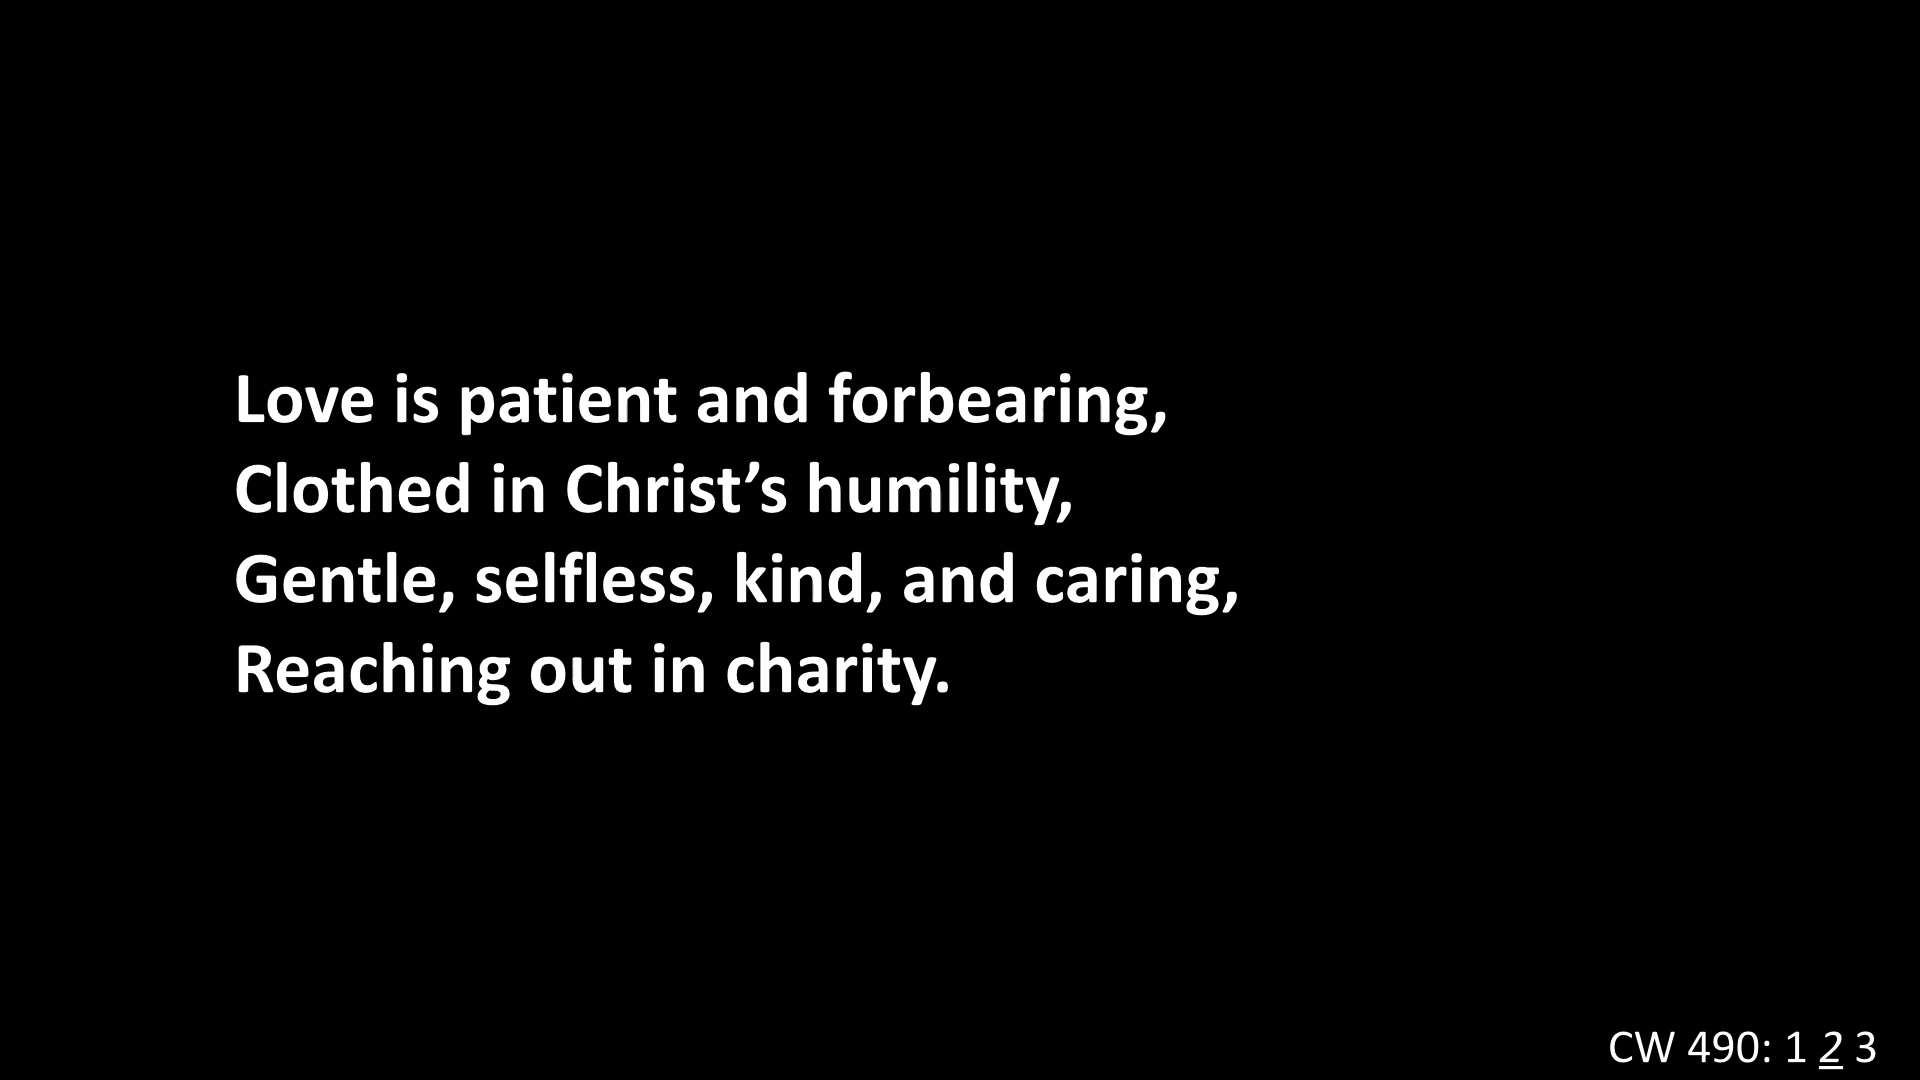 Love is patient and forbearing,
Clothed in Christ’s humility,
Gentle, selfless, kind, and caring,
Reaching out in charity.
CW 490: 1 2 3